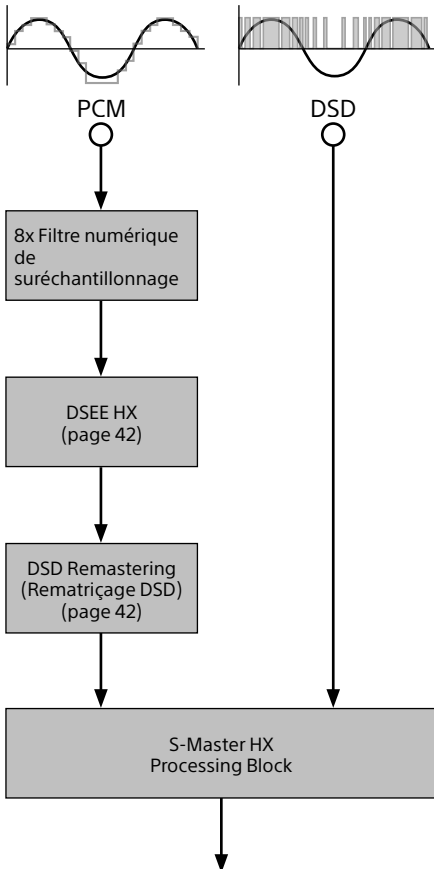 PCM
DSD
8x Filtre numérique
de
suréchantillonnage
DSEE HX
(page 42)
DSD Remastering
(Rematriçage DSD)
(page 42)
S-Master HX
Processing Block